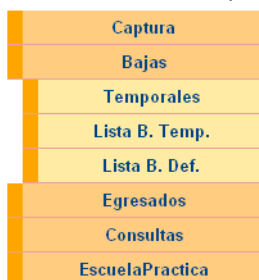 Captura
Bajas
Temporales
Lista B. Temp.
Lista B. Def.
Egresados
Consultas
EscuelaPractica